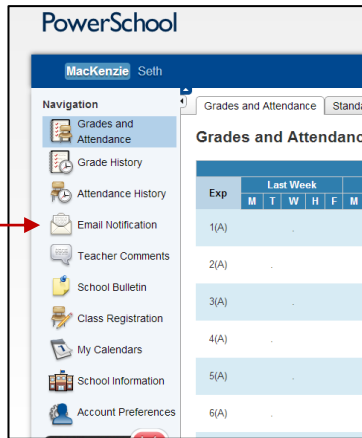 PowerSchool
MacKenzie Seth
Navigation
Grades and
Attendance
Grade History
Attendance History
Email Notification
Teacher Comments
School Bulletin
Class Registration
My Calendars
School Information
Account Preferences
Grades and Attendance Standa
Grades and Attendanc
Exp Last Week
M T W H F M
1(A)
2(A)
3(A)
4(A)
5(A)
6(A)